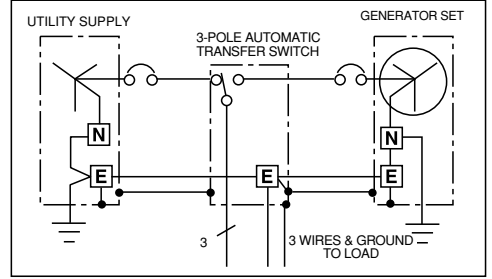 UTILITY SUPPLY
GENERATOR SET
3-POLE AUTOMATIC
TRANSFER SWITCH
N
N
E
E
E
3
3 WIRES & GROUND
TO LOAD